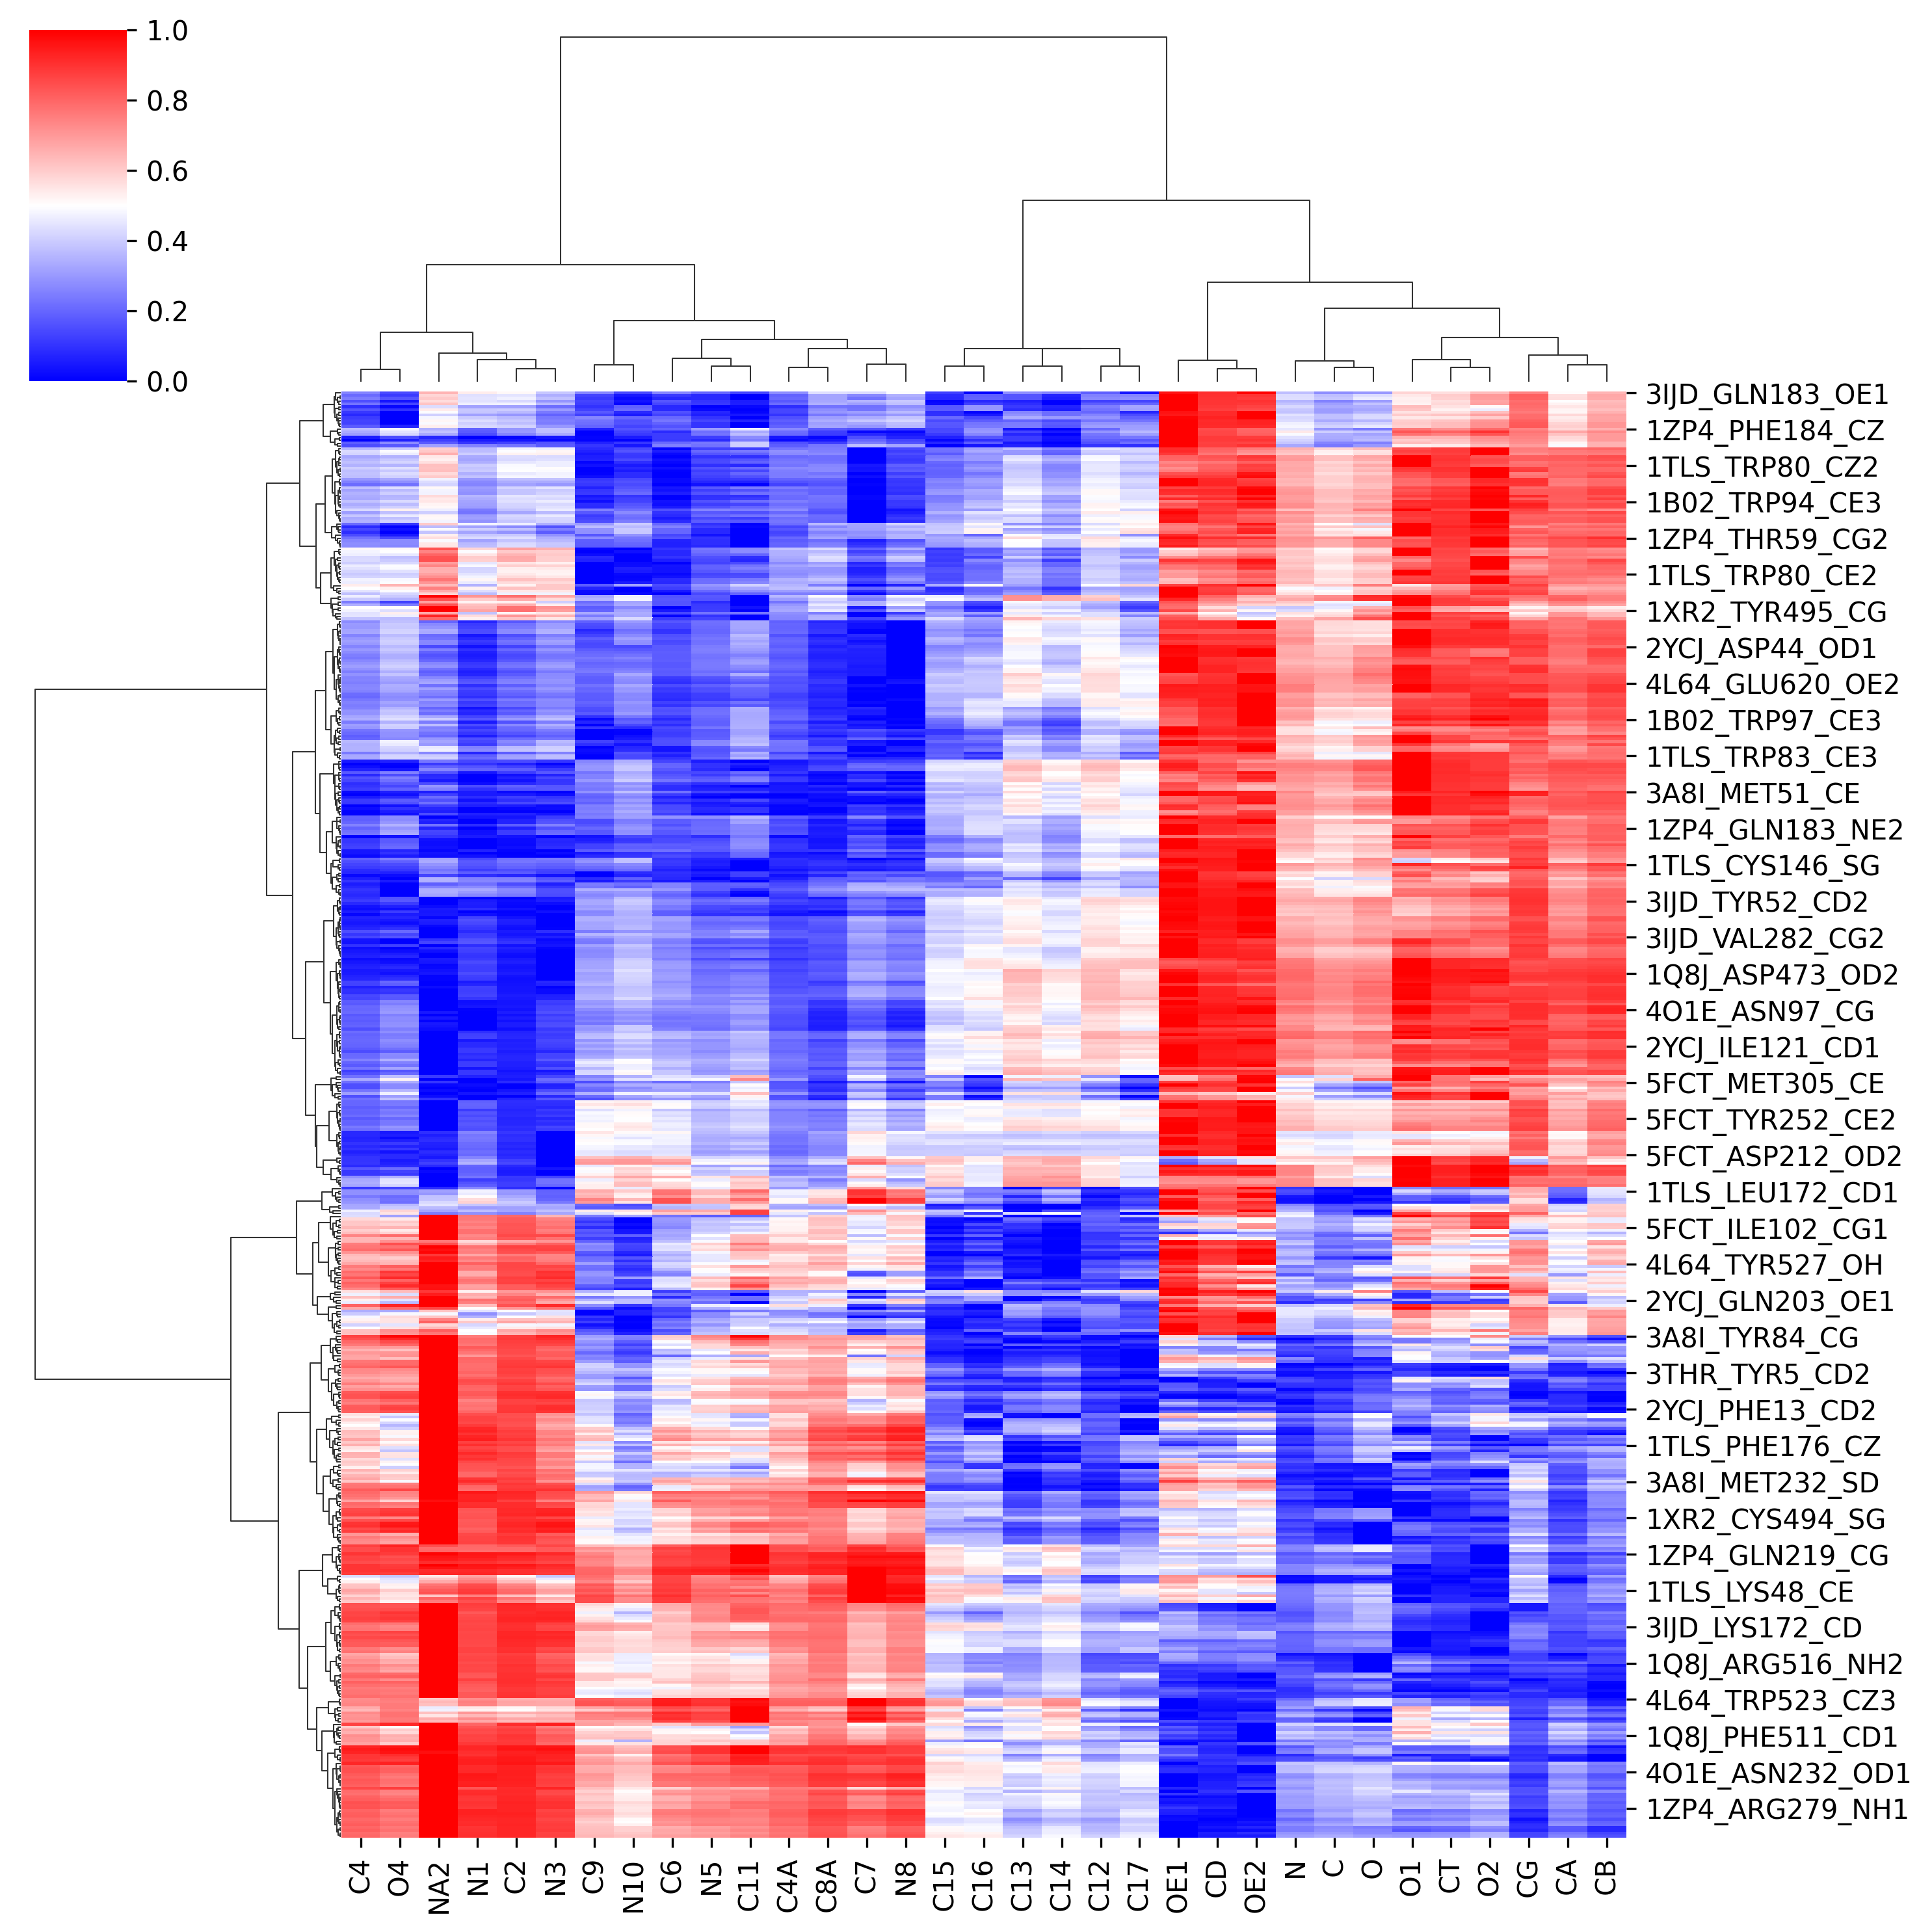 1.0
0.8
0.6
0.4
0.2
0.0
3IJD_GLN183_OE1
1ZP4_PHE184_CZ
1TLS_TRP80_CZ2
1B02_TRP94_CE3
1ZP4_THR59_CG2
1TLS_TRP80_CE2
1XR2_TYR495_CG
2YCJ_ASP44_OD1
4L64_GLU620_OE2
1B02_TRP97_CE3
1TLS_TRP83_CE3
3A8I_MET51_CE
1ZP4_GLN183_NE2
1TLS_CYS146_SG
3IJD_TYR52_CD2
3IJD_VAL282_CG2
1Q8J_ASP473_OD2
4O1E_ASN97_CG
2YCJ_ILE121_CD1
5FCT_MET305_CE
5FCT_TYR252_CE2
5FCT_ASP212_OD2
1TLS_LEU172_CD1
5FCT_ILE102_CG1
4L64_TYR527_OH
2YCJ_GLN203_OE1
3A8I_TYR84_CG
3THR_TYR5_CD2
2YCJ_PHE13_CD2
1TLS_PHE176_CZ
3A8I_MET232_SD
1XR2_CYS494_SG
1ZP4_GLN219_CG
1TLS_LYS48_CE
3IJD_LYS172_CD
1Q8J_ARG516_NH2
4L64_TRP523_CZ3
1Q8J_PHE511_CD1
4O1E_ASN232_OD1
1ZP4_ARG279_NH1
C4
O4
NA2
N1
C2
N3
C9
N10
C6
N5
C11
C4A
C8A
C7
N8
C15
C16
C13
C14
C12
C17
OE1
CD
OE2
N
C
O
O1
CT
O2
CG
CA
CB